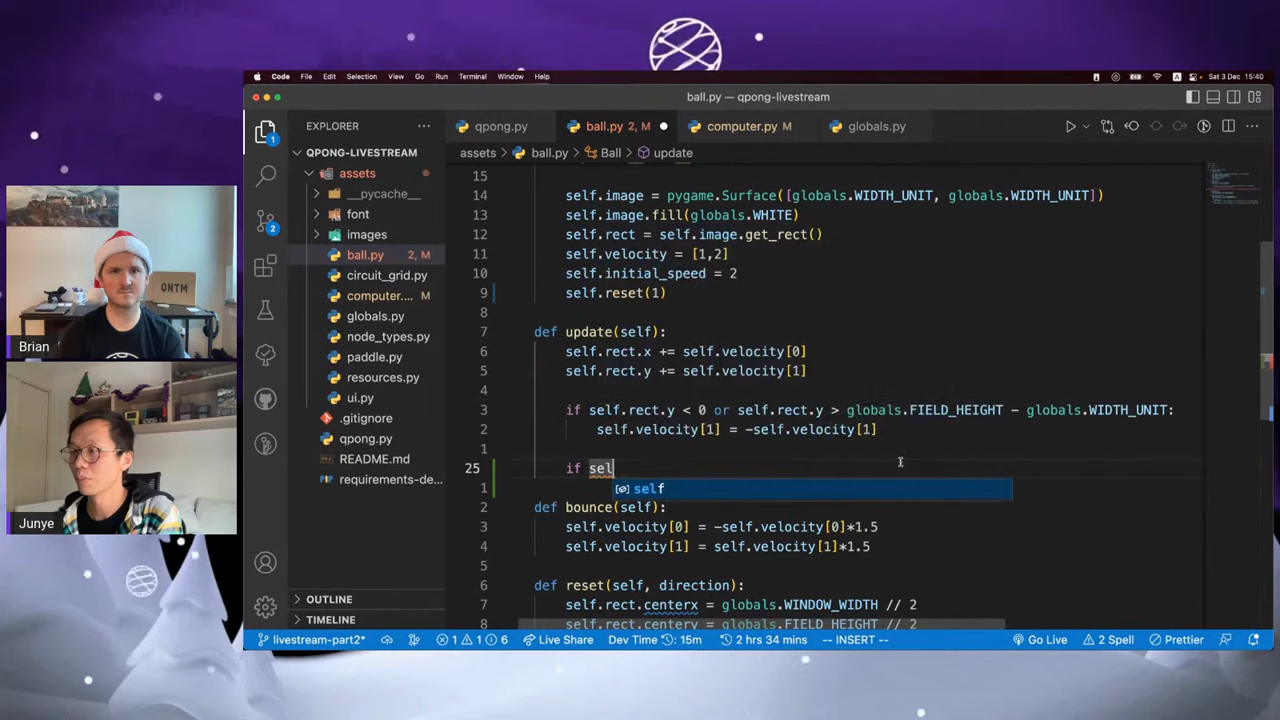 Code File Edit Selection View Go Run Terminal Window Help
A Sat 3 Dec 15:40
ball.py — qpong-livestream
EXPLORER
qpong.py
ball.py 2, M
computer.py M
globals.py
assets > ball.py > Ball > update
1
2
QPONG-LIVESTREAM
assets
__pycache__
font
images
ball.py 2, M
circuit_grid.py
computer.... M
globals.py
node_types.py
paddle.py
resources.py
ui.py
.gitignore
qpong.py
README.md
requirements-de...
OUTLINE
TIMELINE
15
14 self.image = pygame.Surface([globals.WIDTH_UNIT, globals.WIDTH_UNIT])
13 self.image.fill(globals.WHITE)
12 self.rect = self.image.get_rect()
11 self.velocity = [1,2]
10 self.initial_speed = 2
9 self.reset(1)
8
7 def update(self):
6 self.rect.x += self.velocity[0]
5 self.rect.y += self.velocity[1]
4
3 if self.rect.y < 0 or self.rect.y > globals.FIELD_HEIGHT - globals.WIDTH_UNIT:
2 self.velocity[1] = -self.velocity[1]
1
25 if sel
self
1
2 def bounce(self):
3 self.velocity[0] = -self.velocity[0]*1.5
4 self.velocity[1] = self.velocity[1]*1.5
5
6 def reset(self, direction):
7 self.rect.centerx = globals.WINDOW_WIDTH // 2
8 self.rect.centery = globals.FIELD_HEIGHT // 2
livestream-part2* 1 1 6 Live Share Dev Time : 15m 2 hrs 34 mins -- INSERT -- Go Live 2 Spell Prettier
QNTM
Brian
Junye